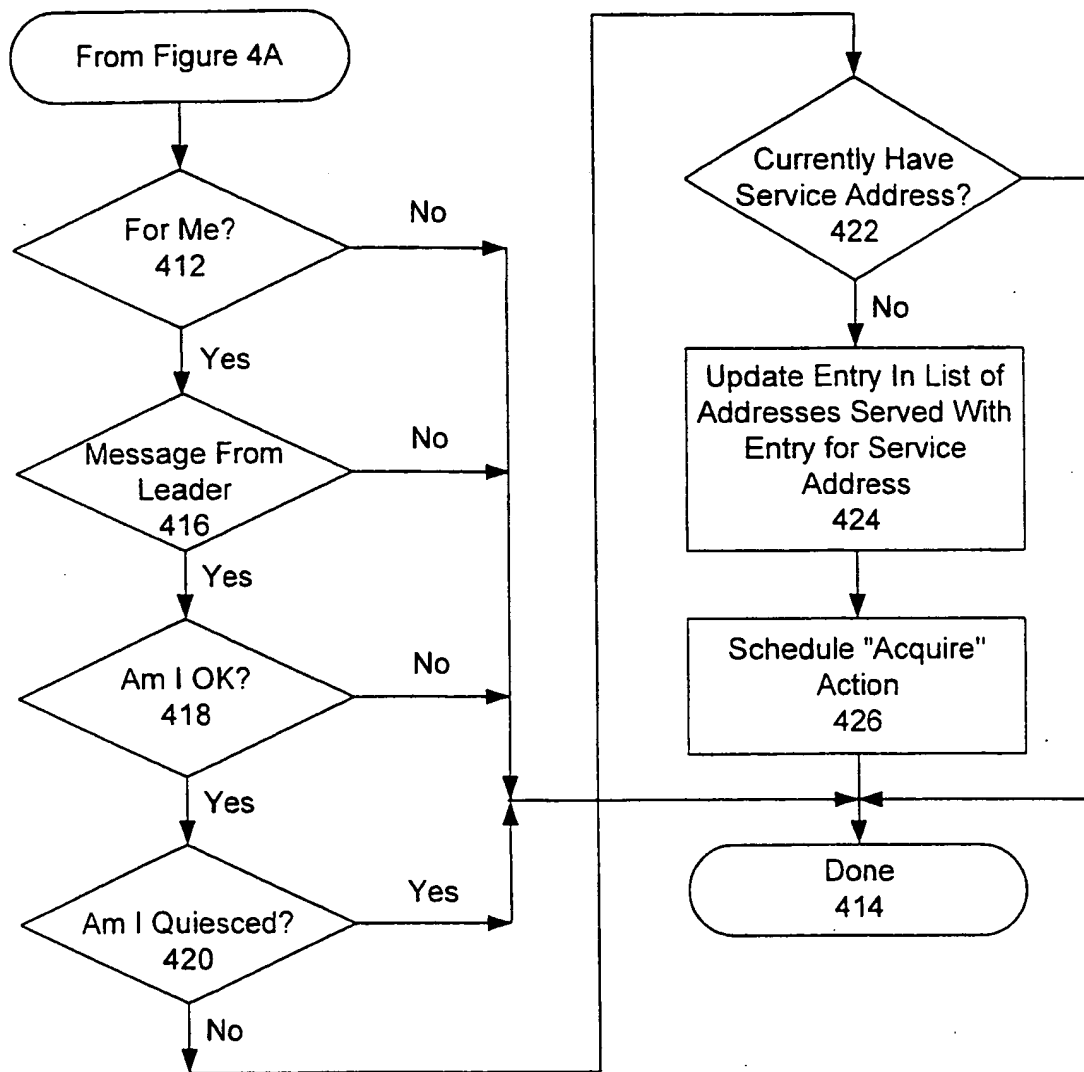 From Figure 4A
For Me?
412
No
Yes
Message From
Leader
416
No
Yes
Am I OK?
418
No
Yes
Am I Quiesced?
420
Yes
No
Currently Have
Service Address?
422
No
Update Entry In List of
Addresses Served With
Entry for Service
Address
424
Schedule "Acquire"
Action
426
Done
414